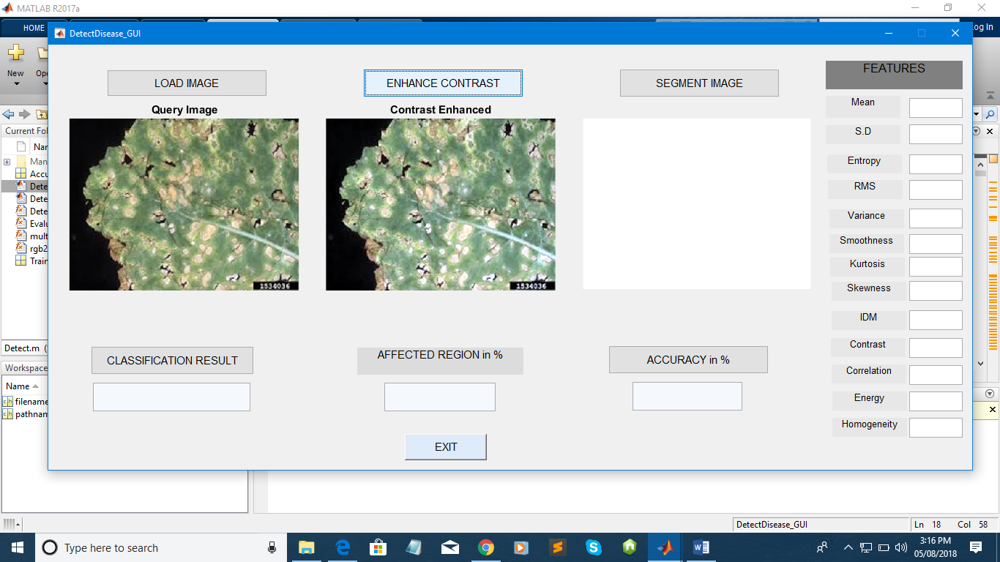 MATLAB R2017a
HOME
og In
DetectDisease_GUI
New
LOAD IMAGE
ENHANCE CONTRAST
SEGMENT IMAGE
FEATURES
Query Image
Contrast Enhanced
1534036
1534036
Mean
S.D
Entropy
RMS
Variance
Smoothness
Kurtosis
Skewness
IDM
Contrast
Correlation
Energy
Homogeneity
Current Fol
Nar
Man
Accu
Dete
Dete
Dete
Evalu
mult
rgb2
Train
Detect.m (
Workspace
Name
filename
pathnam
CLASSIFICATION RESULT
AFFECTED REGION in %
ACCURACY in %
EXIT
DetectDisease_GUI
Ln 18 Col 58
Type here to search
3:16 PM
05/08/2018